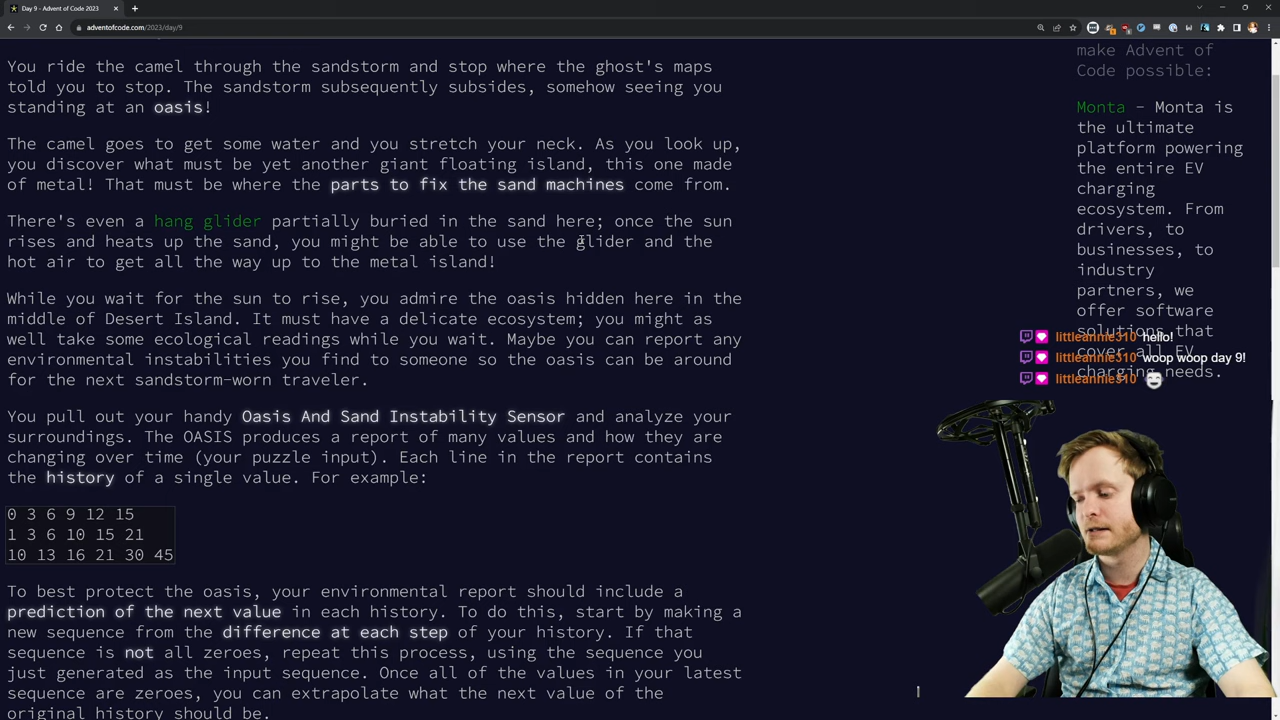 Day 9 - Advent of Code 2023
adventofcode.com/2023/day/9
You ride the camel through the sandstorm and stop where the ghost's maps
told you to stop. The sandstorm subsequently subsides, somehow seeing you
standing at an oasis!
The camel goes to get some water and you stretch your neck. As you look up,
you discover what must be yet another giant floating island, this one made
of metal! That must be where the parts to fix the sand machines come from.
There's even a hang glider partially buried in the sand here; once the sun
rises and heats up the sand, you might be able to use the glider and the
hot air to get all the way up to the metal island!
While you wait for the sun to rise, you admire the oasis hidden here in the
middle of Desert Island. It must have a delicate ecosystem; you might as
well take some ecological readings while you wait. Maybe you can report any
environmental instabilities you find to someone so the oasis can be around
for the next sandstorm-worn traveler.
You pull out your handy Oasis And Sand Instability Sensor and analyze your
surroundings. The OASIS produces a report of many values and how they are
changing over time (your puzzle input). Each line in the report contains
the history of a single value. For example:
0 3 6 9 12 15
1 3 6 10 15 21
10 13 16 21 30 45
To best protect the oasis, your environmental report should include a
prediction of the next value in each history. To do this, start by making a
new sequence from the difference at each step of your history. If that
sequence is not all zeroes, repeat this process, using the sequence you
just generated as the input sequence. Once all of the values in your latest
sequence are zeroes, you can extrapolate what the next value of the
original history should be.
make Advent of
Code possible:
Monta - Monta is
the ultimate
platform powering
the entire EV
charging
ecosystem. From
drivers, to
businesses, to
industry
partners, we
offer software
solutions that
cover all EV
charging needs.
littleannie310 hello!
littleannie310 woop woop day 9!
littleannie310